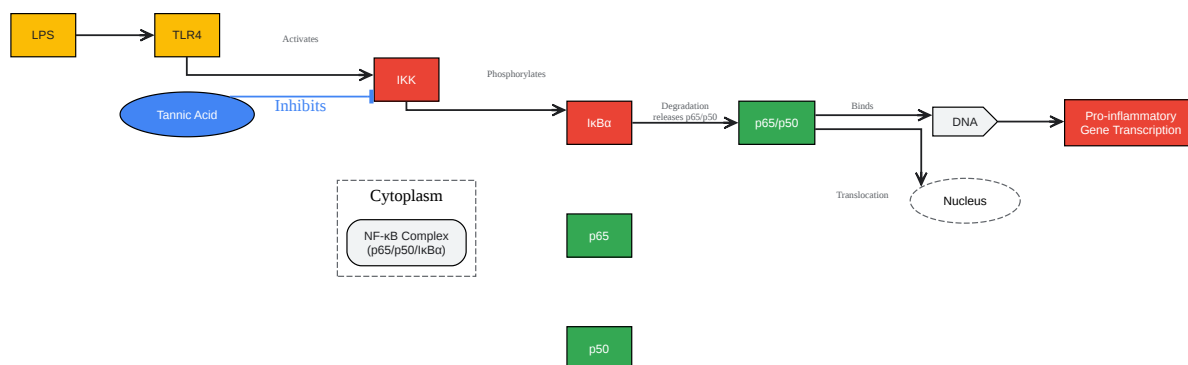 LPS
TLR4
Activates
IKK
Phosphorylates
Tannic Acid
Inhibits
IκBα
Degradation
releases p65/p50
p65/p50
Binds
DNA
Pro-inflammatory
Gene Transcription
Translocation
Nucleus
Cytoplasm
NF-κB Complex
(p65/p50/IκBα)
p65
p50